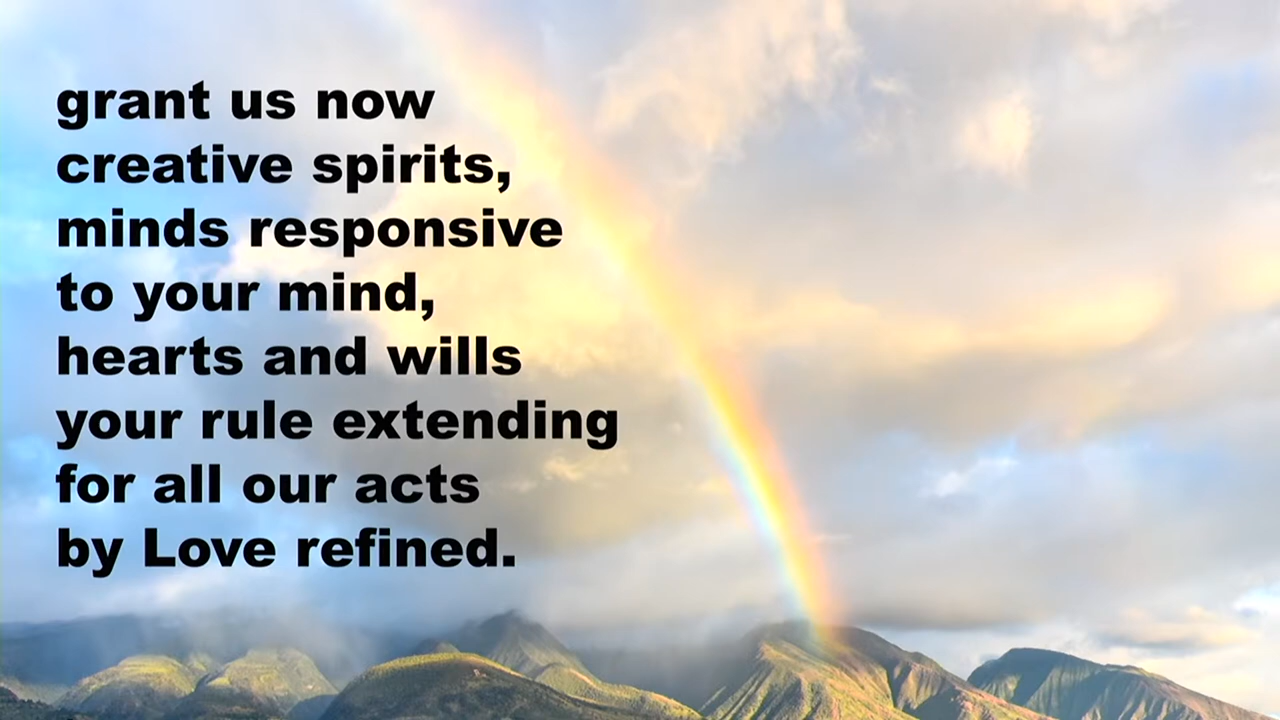 grant us now
creative spirits,
minds responsive
to your mind,
hearts and wills
your rule extending
for all our acts
by Love refined.